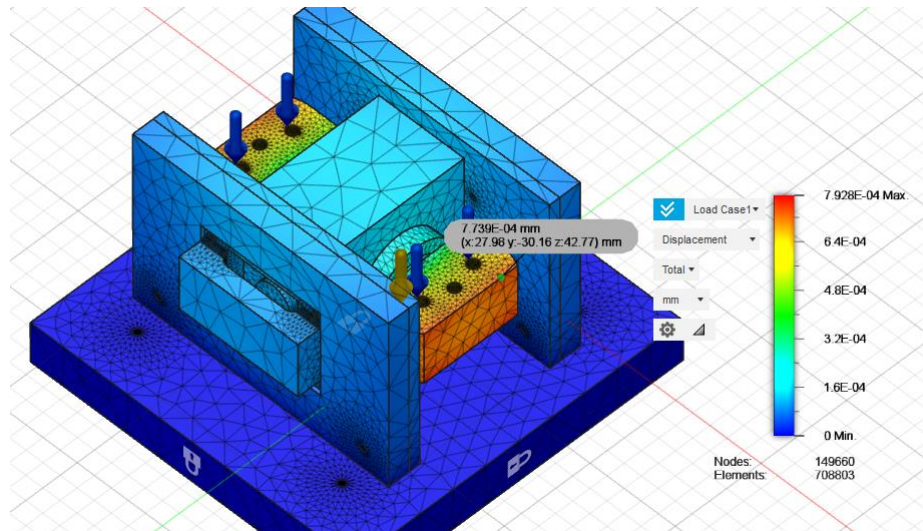 7.739E-04 mm
(x:27.98 y:-30.16 z:42.77) mm
Load Case1
Displacement
Total
mm
7.928E-04 Max.
6.4E-04
4.8E-04
3.2E-04
1.6E-04
0 Min.
Nodes: 149660
Elements: 708803